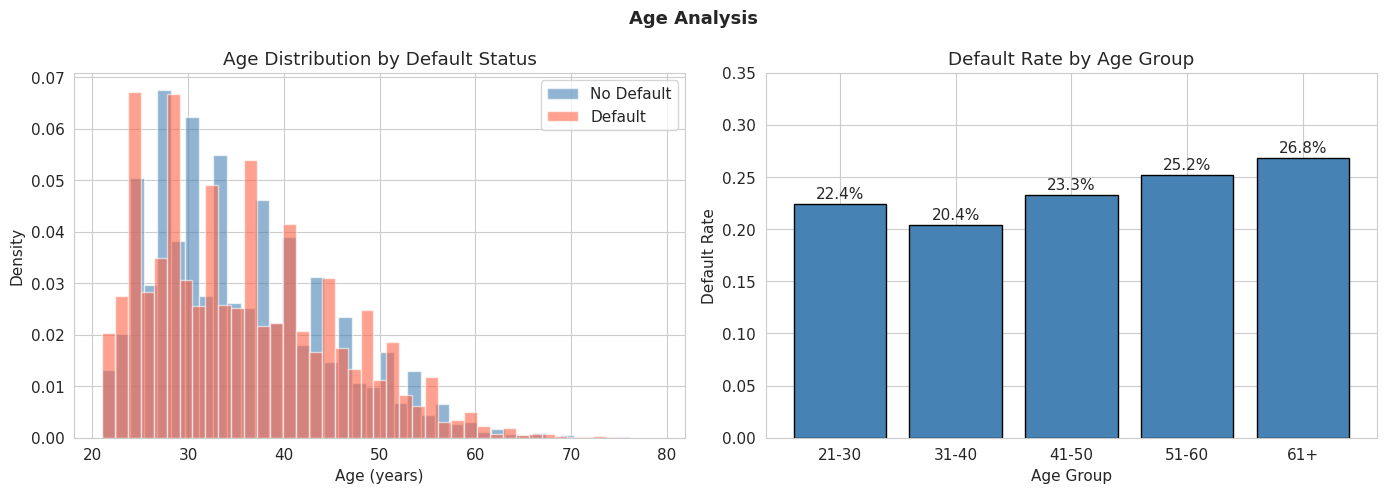 Age Analysis
Age Distribution by Default Status
0.07
0.06
0.05
0.04
0.03
0.02
0.01
0.00
Density
No Default
Default
20 30 40 50 60 70 80
Age (years)
Default Rate by Age Group
0.35
0.30
0.25
0.20
0.15
0.10
0.05
0.00
Default Rate
22.4%
20.4%
23.3%
25.2%
26.8%
21-30 31-40 41-50 51-60 61+
Age Group